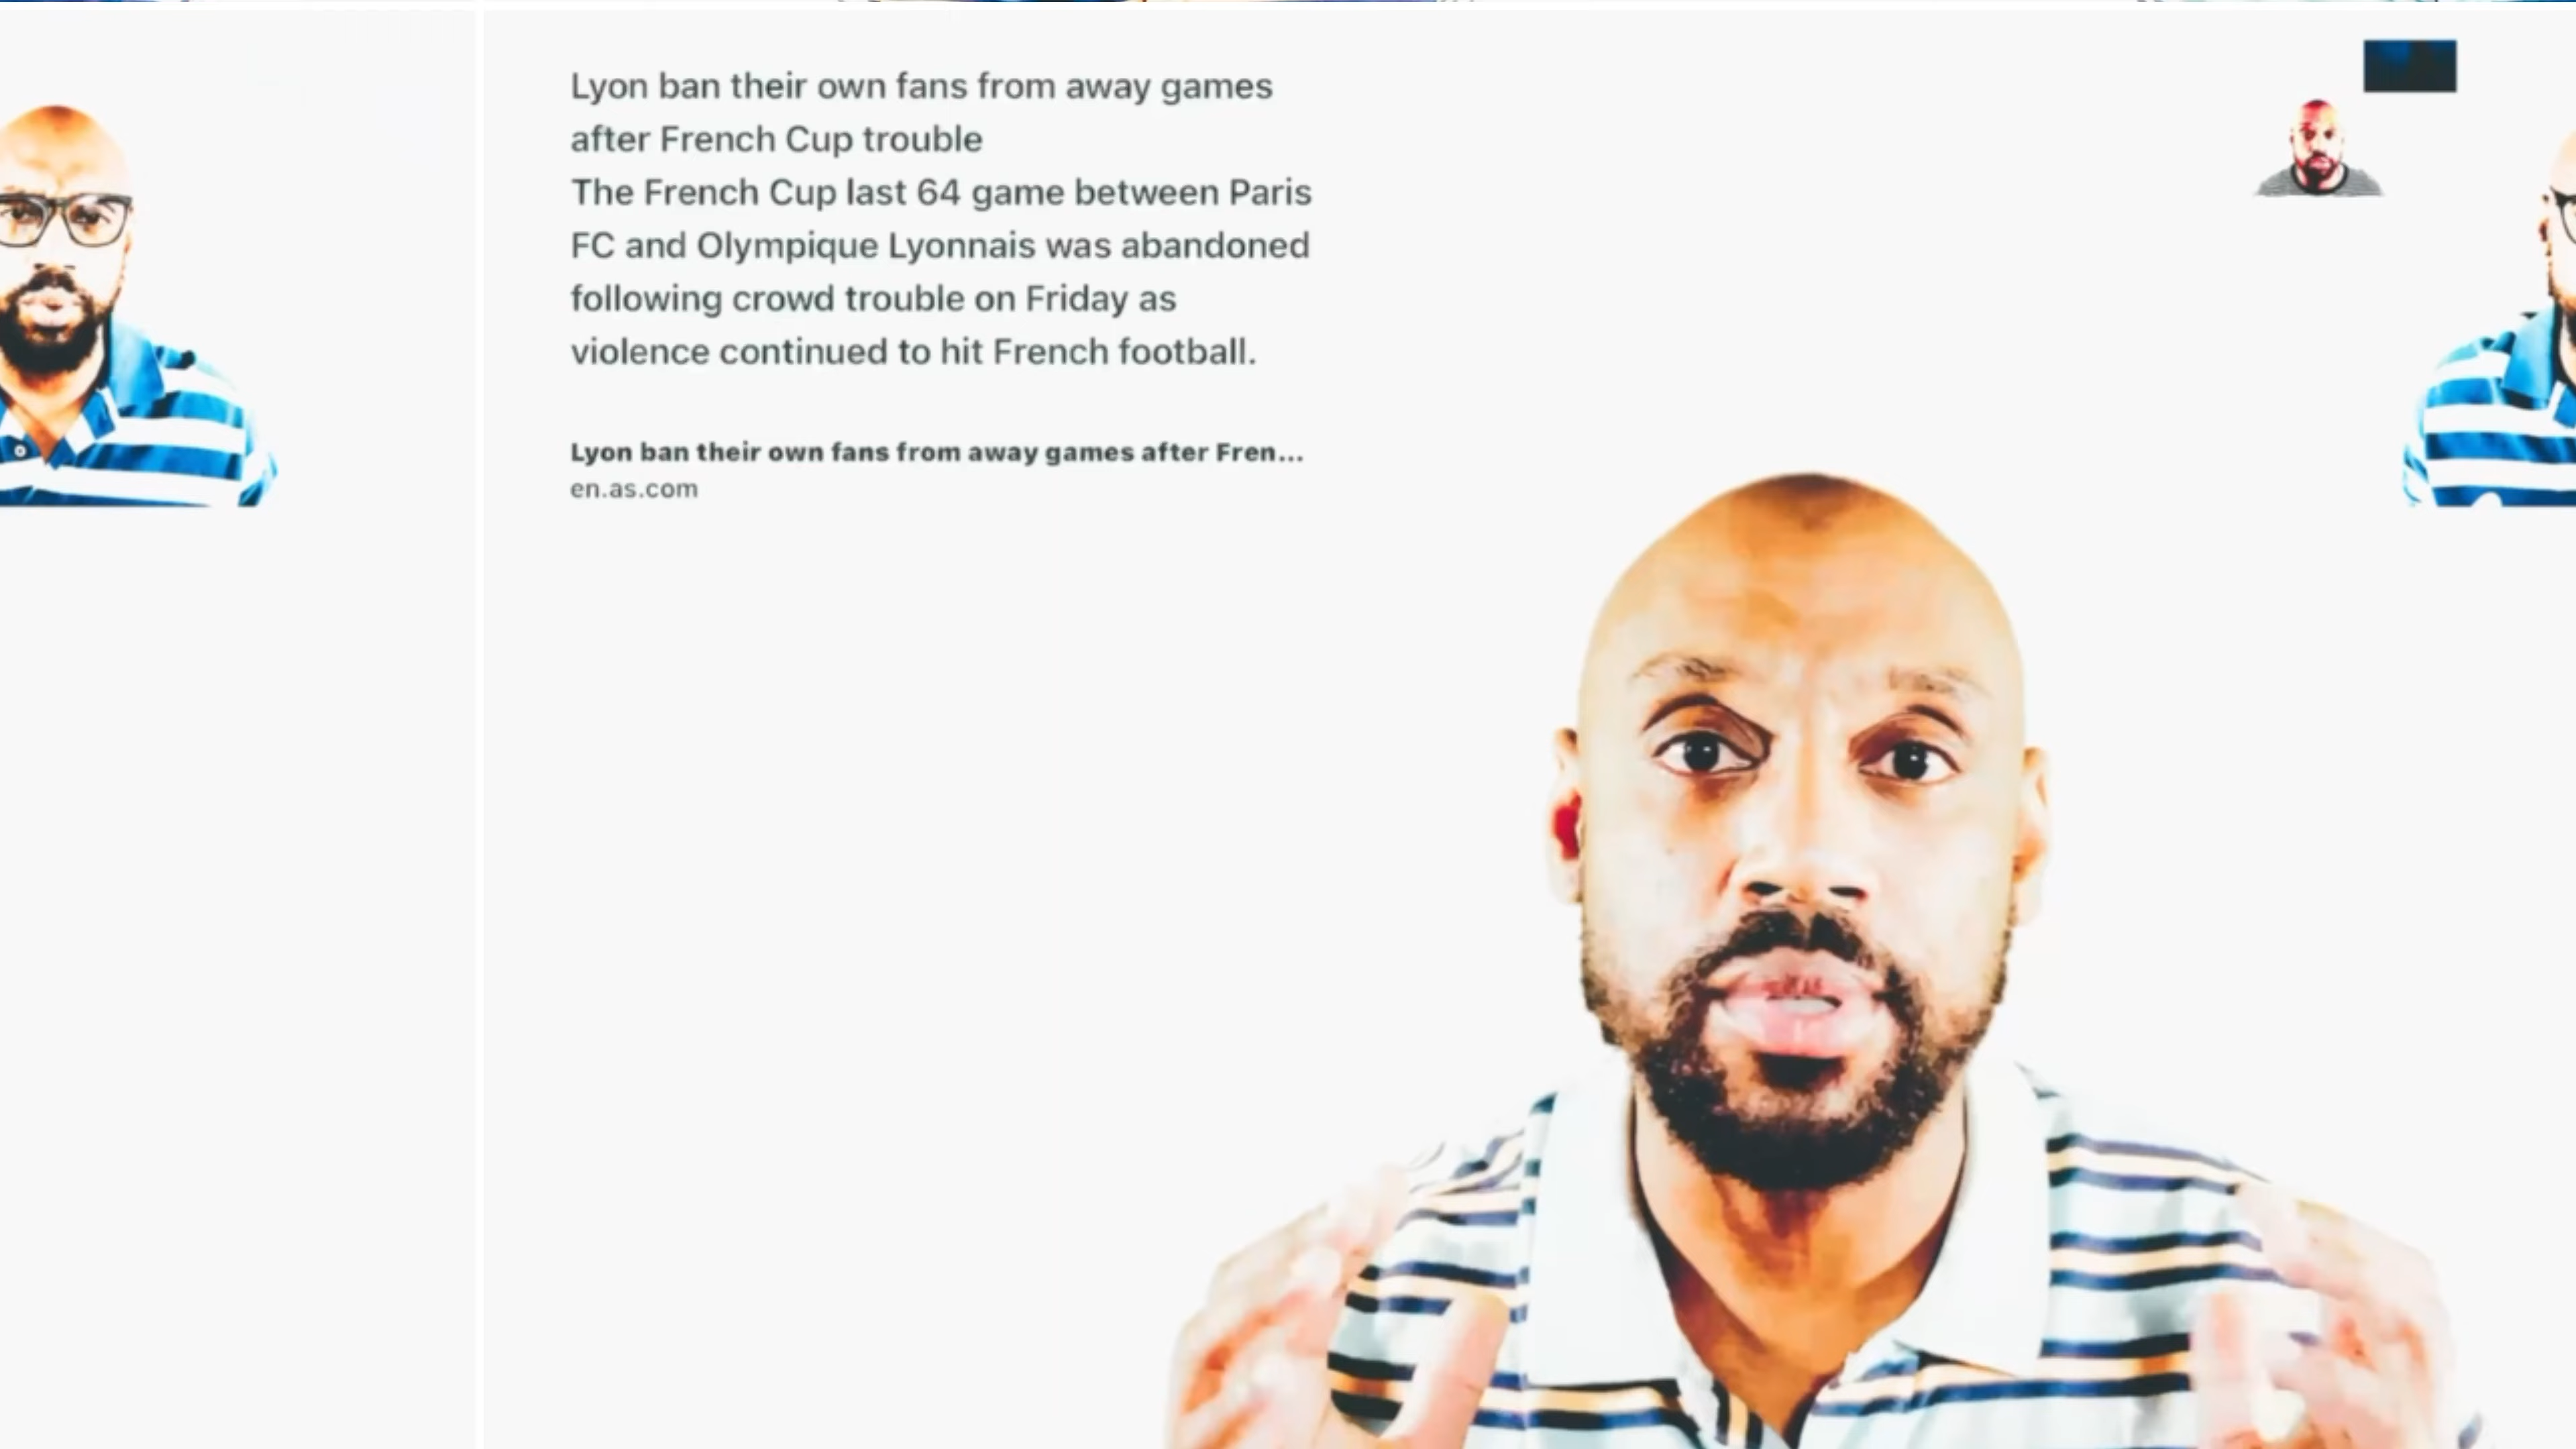 Lyon ban their own fans from away games
after French Cup trouble
The French Cup last 64 game between Paris
FC and Olympique Lyonnais was abandoned
following crowd trouble on Friday as
violence continued to hit French football.
Lyon ban their own fans from away games after Fren...
en.as.com